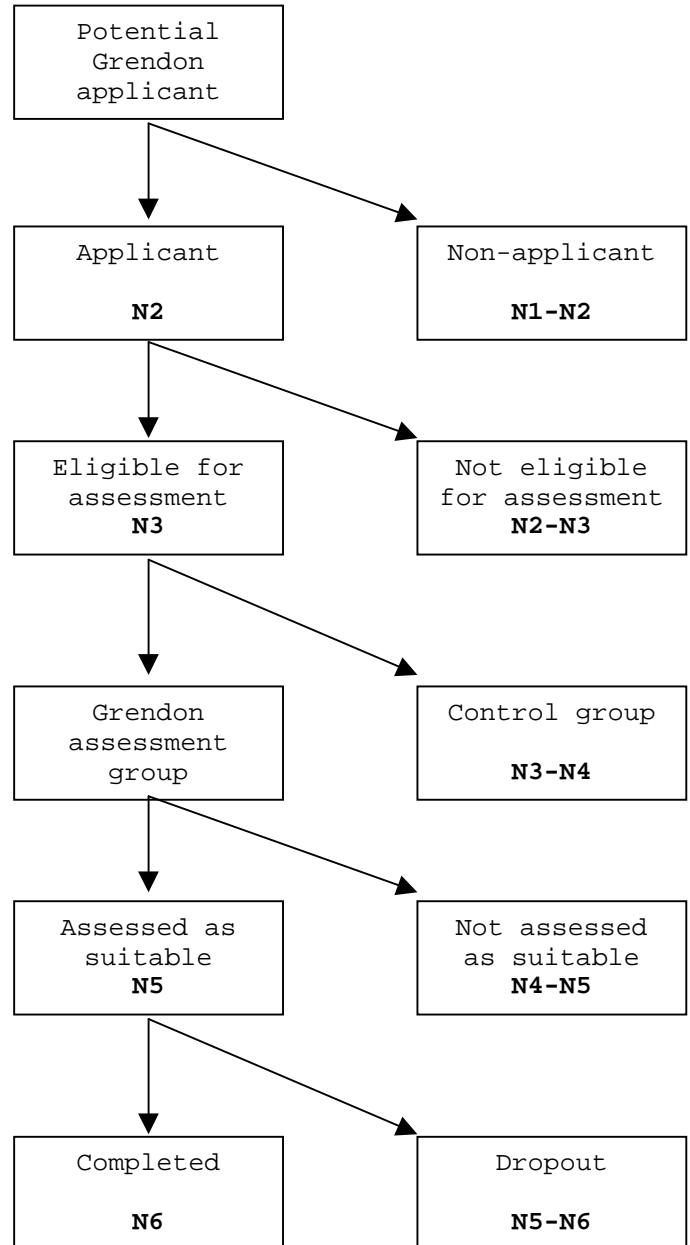 Potential
Grendon
applicant
Applicant
N2
Non-applicant
N1-N2
Eligible for
assessment
N3
Not eligible
for assessment
N2-N3
Grendon
assessment
group
Control group
N3-N4
Assessed as
suitable
N5
Not assessed
as suitable
N4-N5
Completed
N6
Dropout
N5-N6